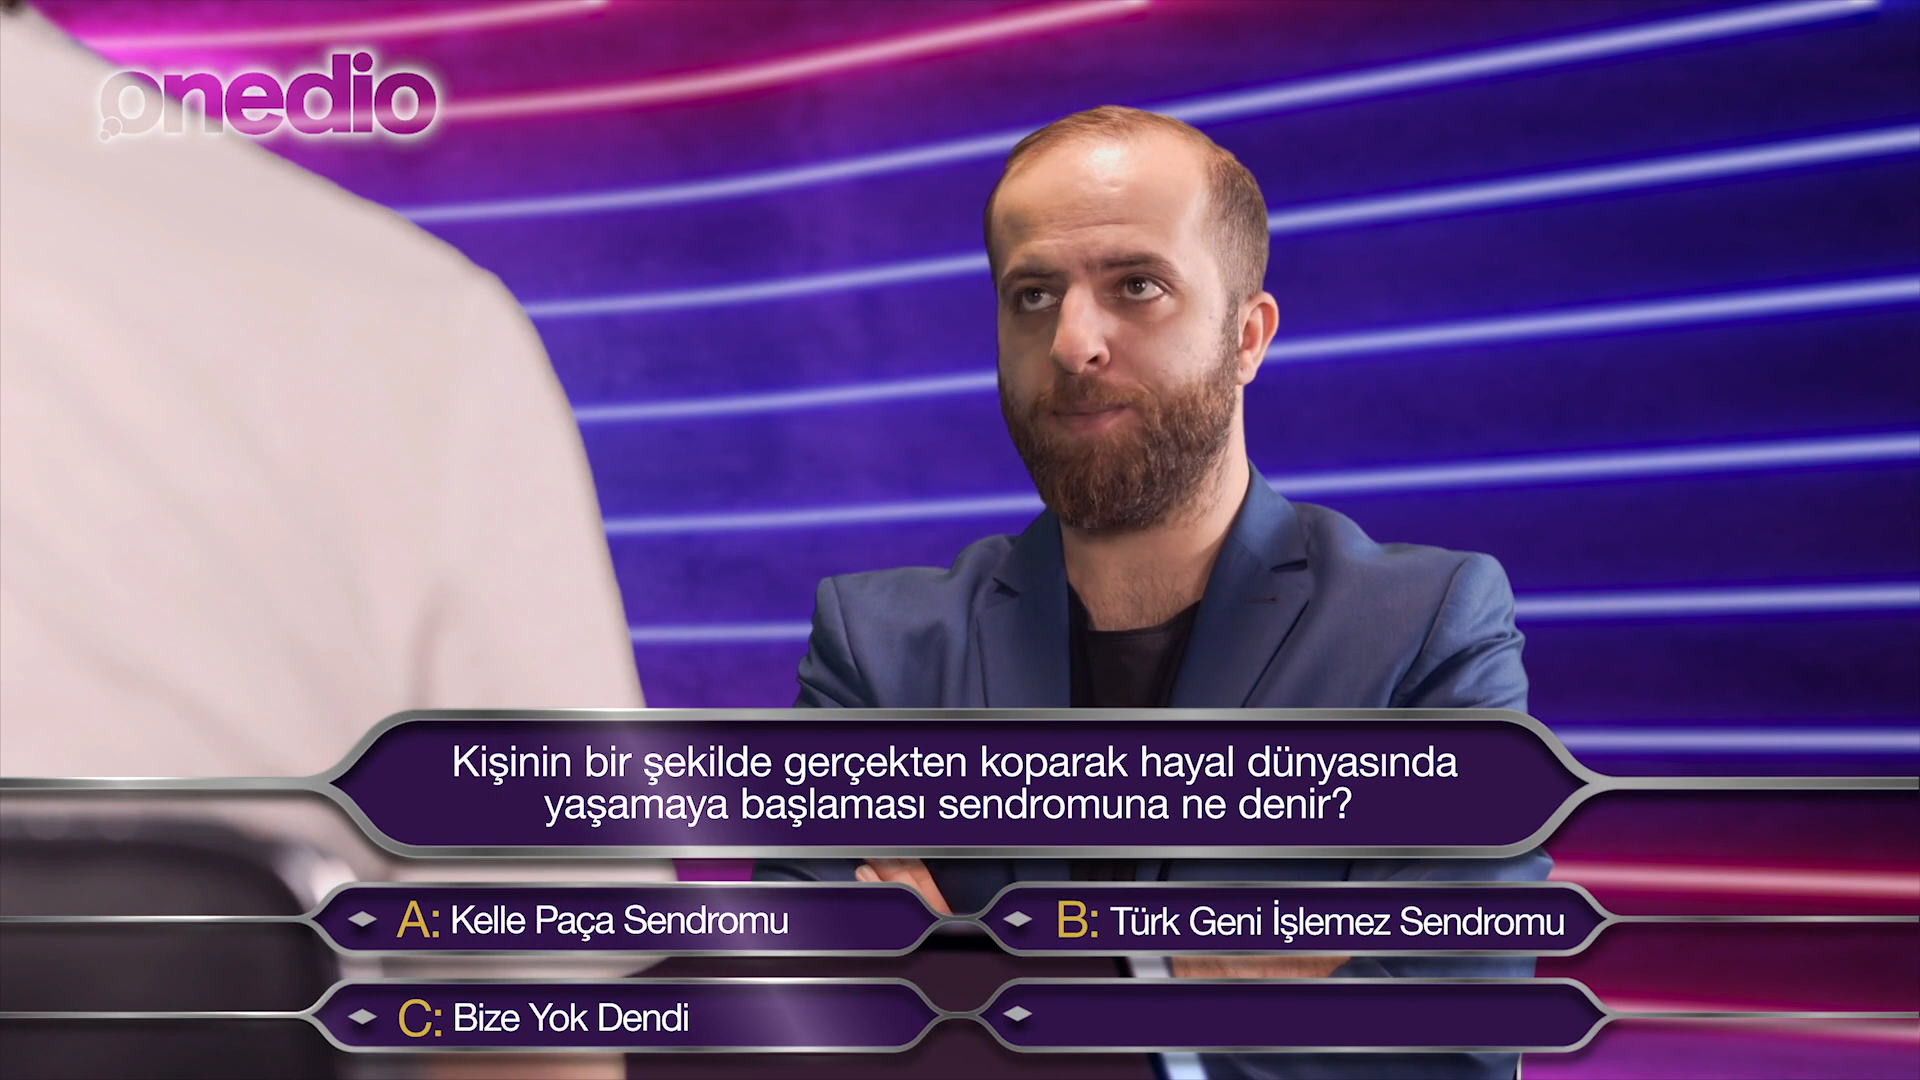 onedio
Kişinin bir şekilde gerçekten koparak hayal dünyasında
yaşamaya başlaması sendromuna ne denir?
A: Kelle Paça Sendromu
B: Türk Geni İşlemez Sendromu
C: Bize Yok Dendi